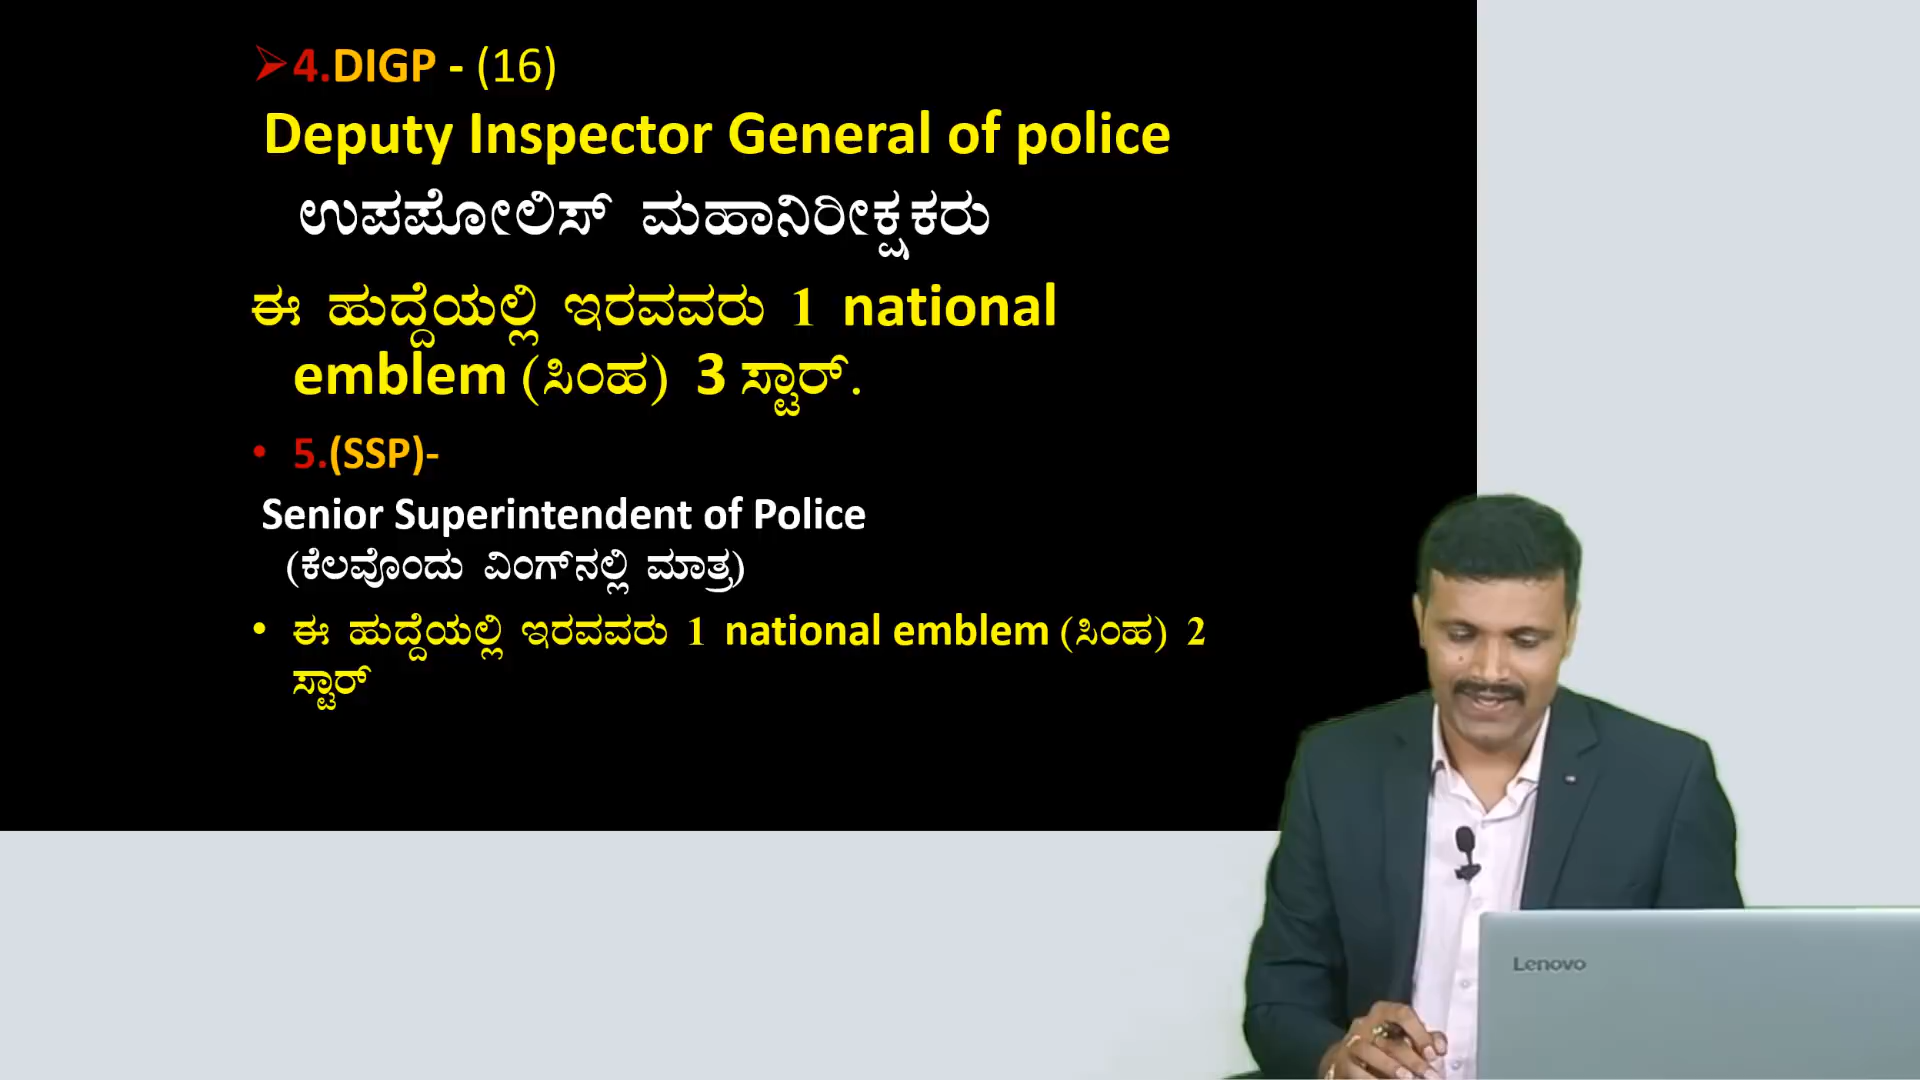 ➢4.DIGP - (16)
Deputy Inspector General of police
ಉಪಪೋಲಿಸ್ ಮಹಾನಿರೀಕ್ಷಕರು
ಈ ಹುದ್ದೆಯಲ್ಲಿ ಇರವವರು 1 national
emblem (ಸಿಂಹ) 3 ಸ್ಟಾರ್.
• 5.(SSP)-
Senior Superintendent of Police
(ಕೆಲವೊಂದು ವಿಂಗ್‌ನಲ್ಲಿ ಮಾತ್ರ)
• ಈ ಹುದ್ದೆಯಲ್ಲಿ ಇರವವರು 1 national emblem (ಸಿಂಹ) 2
ಸ್ಟಾರ್
Lenovo